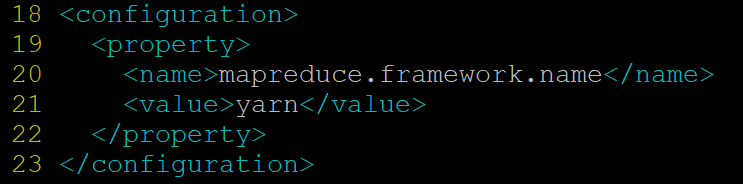 18 <configuration>
19   <property>
20     <name>mapreduce.framework.name</name>
21     <value>yarn</value>
22   </property>
23 </configuration>